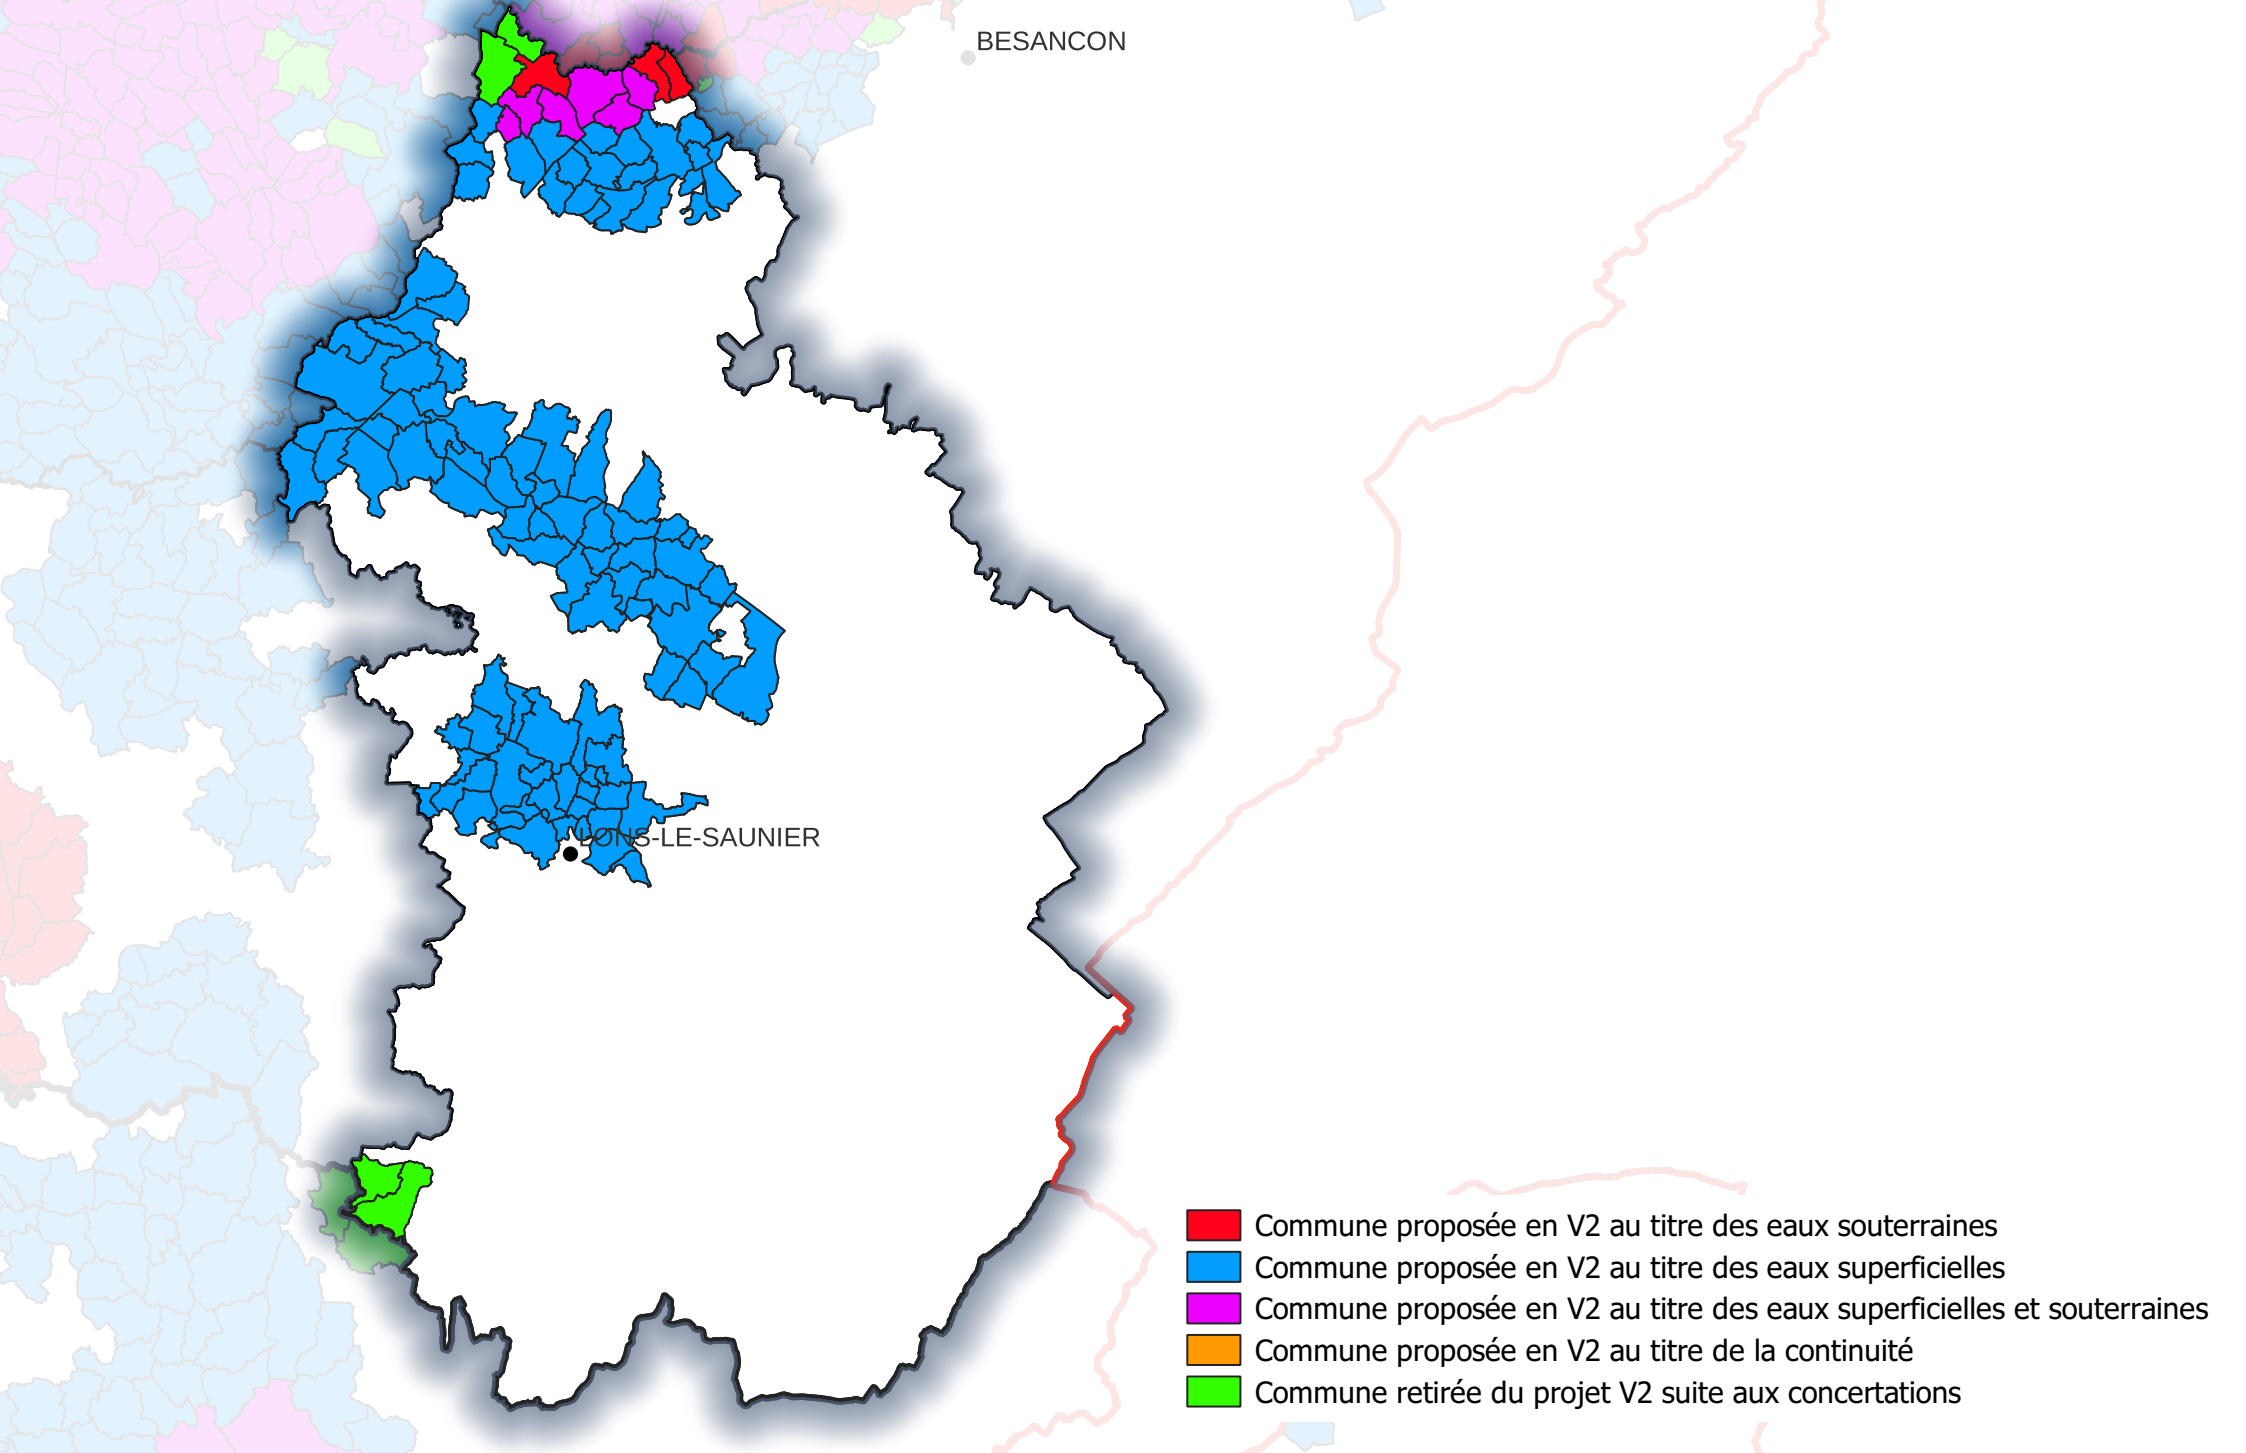 BESANCON
LONS-LE-SAUNIER
Commune proposée en V2 au titre des eaux souterraines
Commune proposée en V2 au titre des eaux superficielles
Commune proposée en V2 au titre des eaux superficielles et souterraines
Commune proposée en V2 au titre de la continuité
Commune retirée du projet V2 suite aux concertations